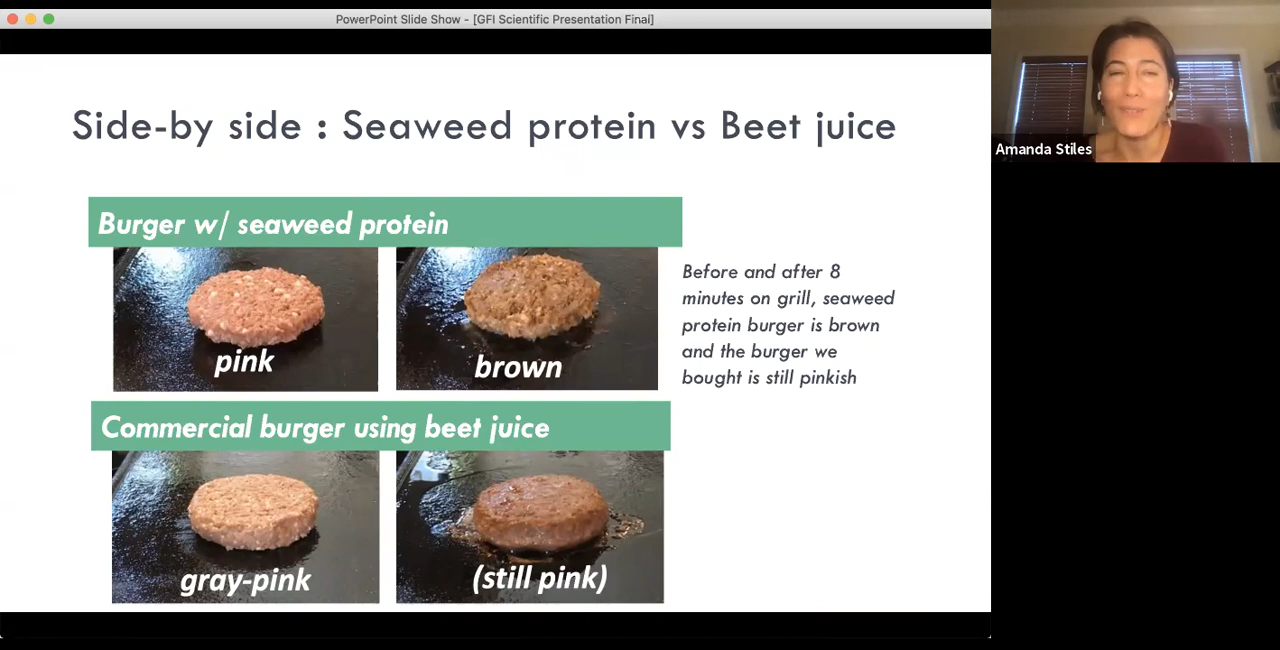 PowerPoint Slide Show - [GFI Scientific Presentation Final]
Amanda Stiles
Side-by side : Seaweed protein vs Beet juice
Burger w/ seaweed protein
pink
brown
Before and after 8
minutes on grill, seaweed
protein burger is brown
and the burger we
bought is still pinkish
Commercial burger using beet juice
gray-pink
(still pink)